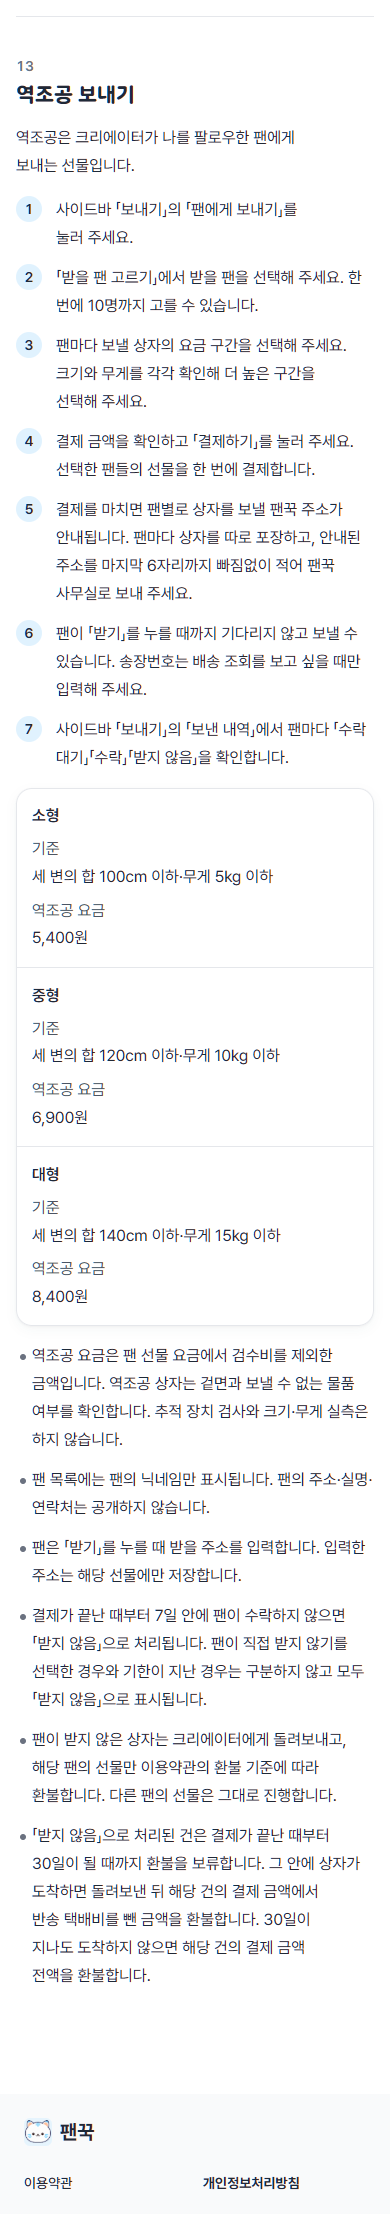 13
역조공 보내기
역조공은 크리에이터가 나를 팔로우한 팬에게
보내는 선물입니다.
1 사이드바 「보내기」의 「팬에게 보내기」를
눌러 주세요.
2 「받을 팬 고르기」에서 받을 팬을 선택해 주세요. 한
번에 10명까지 고를 수 있습니다.
3 팬마다 보낼 상자의 요금 구간을 선택해 주세요.
크기와 무게를 각각 확인해 더 높은 구간을
선택해 주세요.
4 결제 금액을 확인하고 「결제하기」를 눌러 주세요.
선택한 팬들의 선물을 한 번에 결제합니다.
5 결제를 마치면 팬별로 상자를 보낼 팬꾹 주소가
안내됩니다. 팬마다 상자를 따로 포장하고, 안내된
주소를 마지막 6자리까지 빠짐없이 적어 팬꾹
사무실로 보내 주세요.
6 팬이 「받기」를 누를 때까지 기다리지 않고 보낼 수
있습니다. 송장번호는 배송 조회를 보고 싶을 때만
입력해 주세요.
7 사이드바 「보내기」의 「보낸 내역」에서 팬마다 「수락
대기」「수락」「받지 않음」을 확인합니다.
소형
기준
세 변의 합 100cm 이하·무게 5kg 이하
역조공 요금
5,400원
중형
기준
세 변의 합 120cm 이하·무게 10kg 이하
역조공 요금
6,900원
대형
기준
세 변의 합 140cm 이하·무게 15kg 이하
역조공 요금
8,400원
• 역조공 요금은 팬 선물 요금에서 검수비를 제외한
금액입니다. 역조공 상자는 겉면과 보낼 수 없는 물품
여부를 확인합니다. 추적 장치 검사와 크기·무게 실측은
하지 않습니다.
• 팬 목록에는 팬의 닉네임만 표시됩니다. 팬의 주소·실명·
연락처는 공개하지 않습니다.
• 팬은 「받기」를 누를 때 받을 주소를 입력합니다. 입력한
주소는 해당 선물에만 저장합니다.
• 결제가 끝난 때부터 7일 안에 팬이 수락하지 않으면
「받지 않음」으로 처리됩니다. 팬이 직접 받지 않기를
선택한 경우와 기한이 지난 경우는 구분하지 않고 모두
「받지 않음」으로 표시됩니다.
• 팬이 받지 않은 상자는 크리에이터에게 돌려보내고,
해당 팬의 선물만 이용약관의 환불 기준에 따라
환불합니다. 다른 팬의 선물은 그대로 진행합니다.
• 「받지 않음」으로 처리된 건은 결제가 끝난 때부터
30일이 될 때까지 환불을 보류합니다. 그 안에 상자가
도착하면 돌려보낸 뒤 해당 건의 결제 금액에서
반송 택배비를 뺀 금액을 환불합니다. 30일이
지나도 도착하지 않으면 해당 건의 결제 금액
전액을 환불합니다.
팬꾹
이용약관 개인정보처리방침